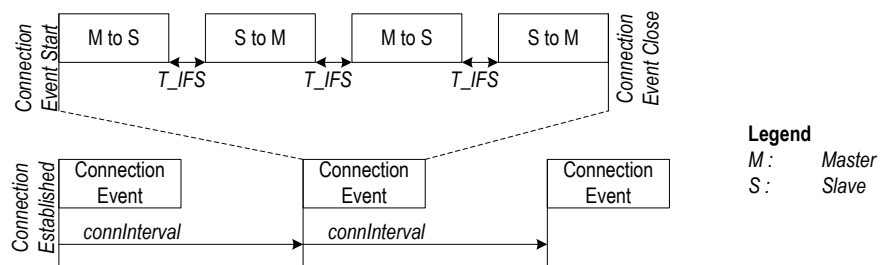 Connection
Event Start
M to S
S to M
M to S
S to M
Connection
Event Close
T_IFS
T_IFS
T_IFS
Legend
M : Master
S : Slave
Connection
Established
Connection
Event
Connection
Event
Connection
Event
connInterval
connInterval